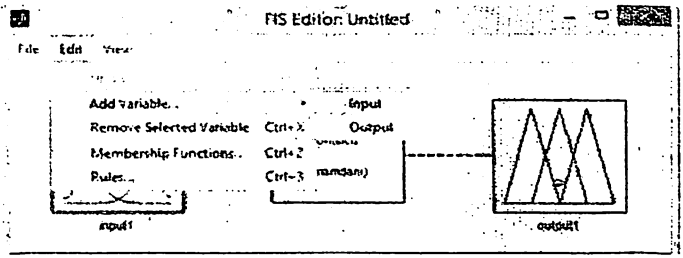 FIS Editor: Untitled
File Edit View
Add Variable...
Input
Remove Selected Variable Ctrl+X
Output
Membership Functions... Ctrl+2
Rules... Ctrl+3
mamdani)
input1
output1